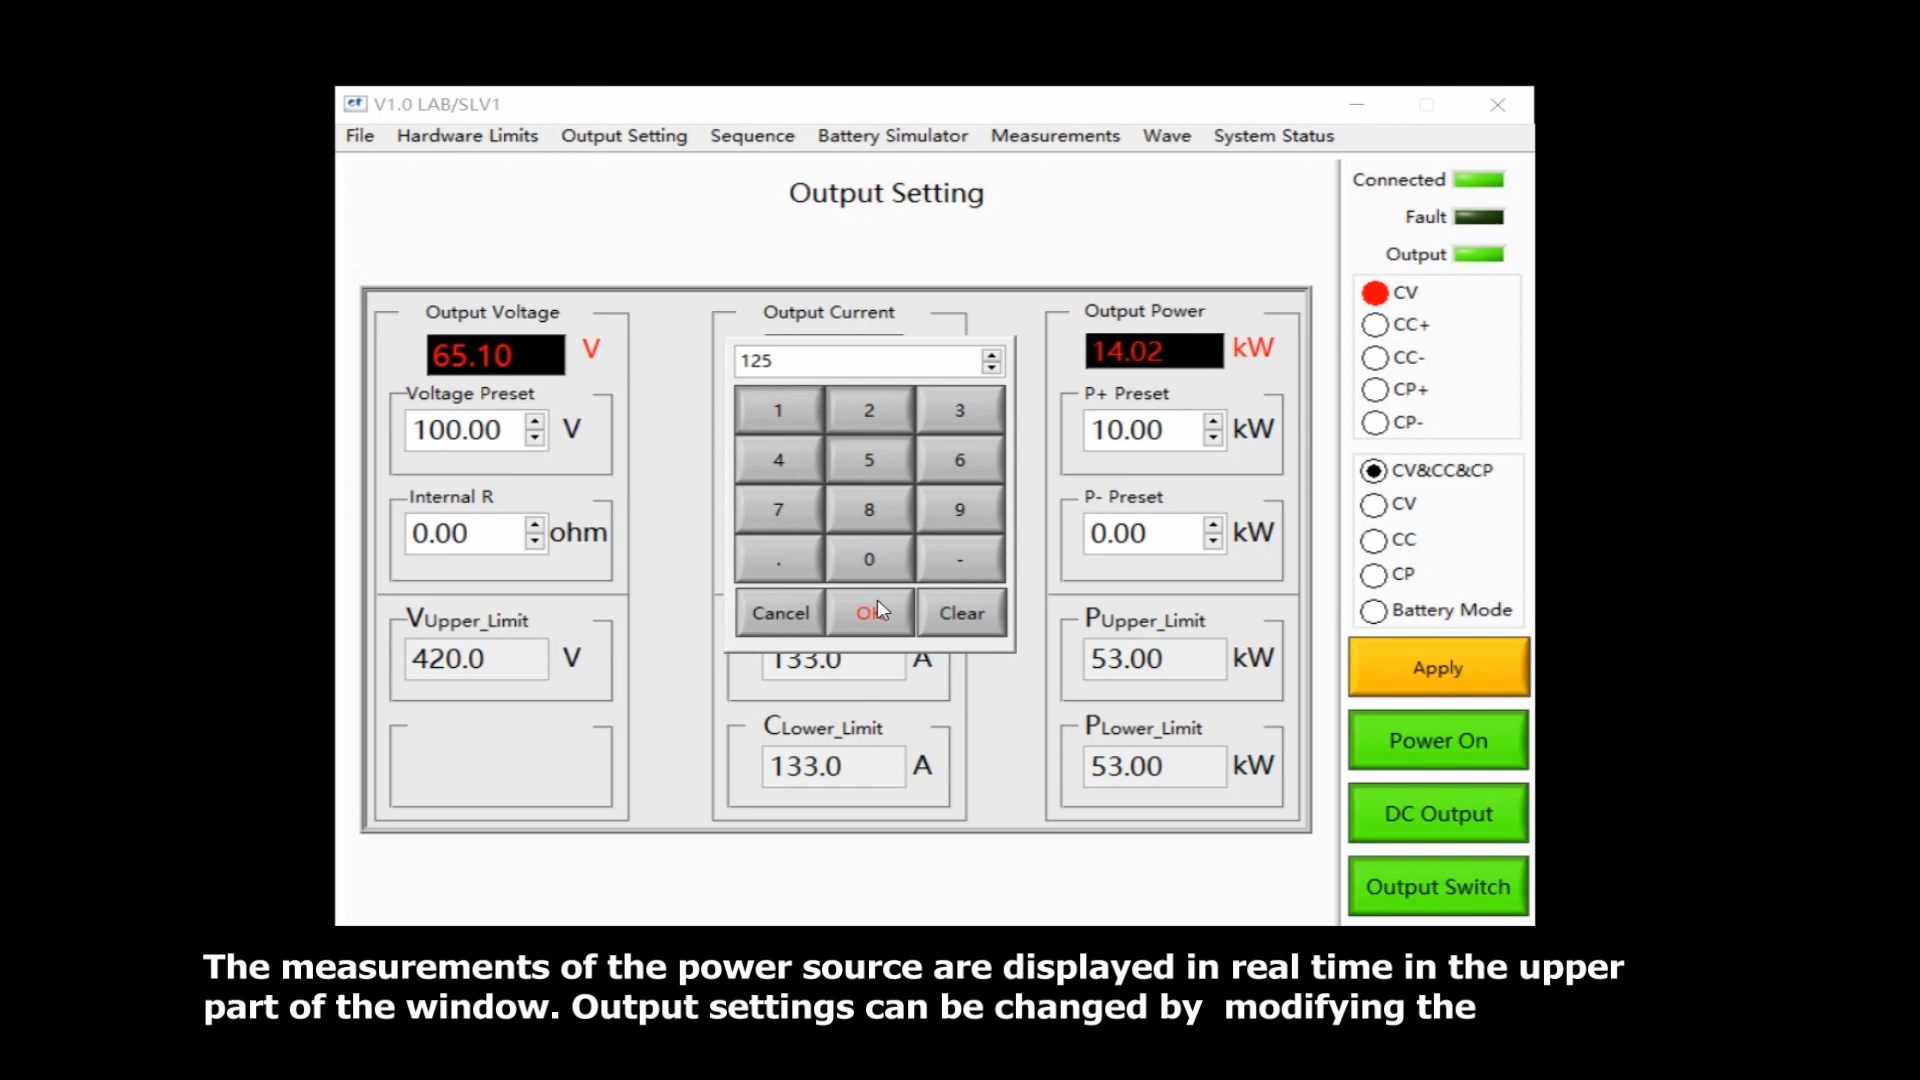 V1.0 LAB/SLV1
File Hardware Limits Output Setting Sequence Battery Simulator Measurements Wave System Status
Output Setting
Output Voltage
65.10 V
Voltage Preset
100.00 V
Internal R
0.00 ohm
VUpper_Limit
420.0 V
Output Current
125
1 2 3
4 5 6
7 8 9
. 0 -
Cancel Clear
133.0 A
CLower_Limit
133.0 A
Output Power
14.02 kW
P+ Preset
10.00 kW
P- Preset
0.00 kW
PUpper_Limit
53.00 kW
PLower_Limit
53.00 kW
Connected
Fault
Output
CV
CC+
CC-
CP+
CP-
CV&CC&CP
CV
CC
CP
Battery Mode
Apply
Power On
DC Output
Output Switch
The measurements of the power source are displayed in real time in the upper
part of the window. Output settings can be changed by modifying the